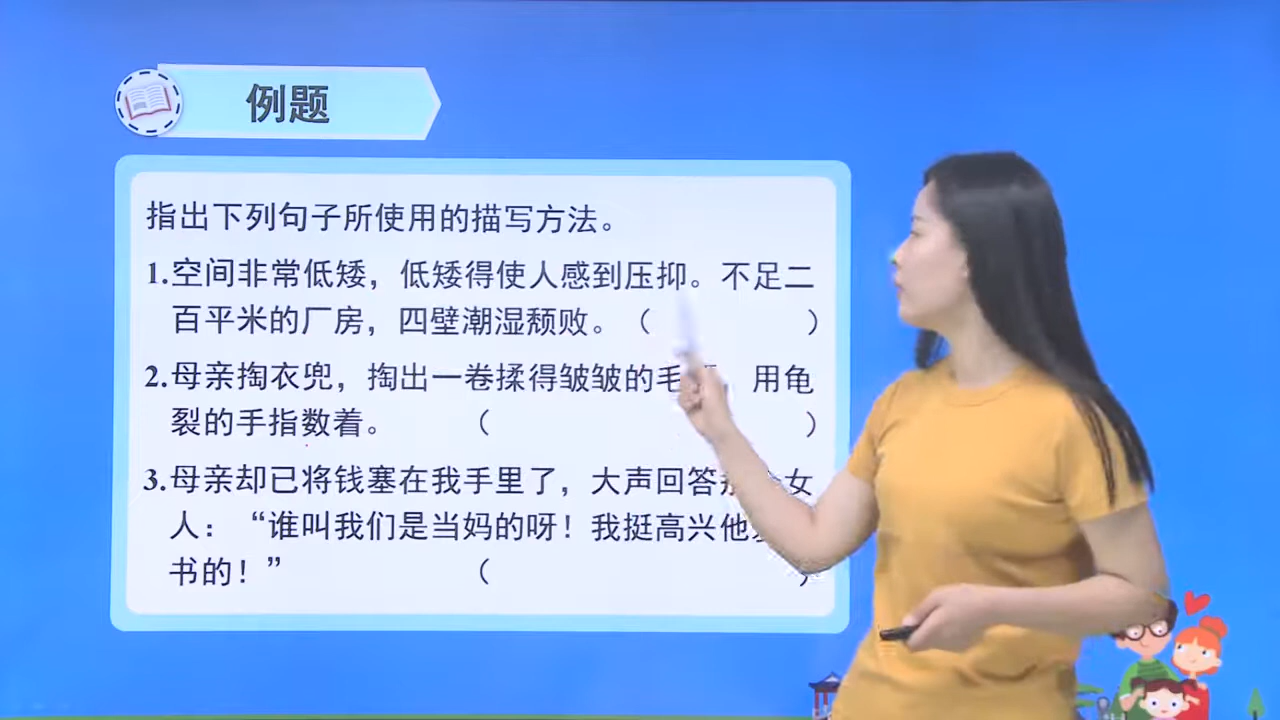 例题
指出下列句子所使用的描写方法。
1.空间非常低矮，低矮得使人感到压抑。不足二
百平米的厂房，四壁潮湿颓败。（ ）
2.母亲掏衣兜，掏出一卷揉得皱皱的毛 ，用龟
裂的手指数着。 （ ）
3.母亲却已将钱塞在我手里了，大声回答 女
人：“谁叫我们是当妈的呀！我挺高兴他
书的！” （ ）